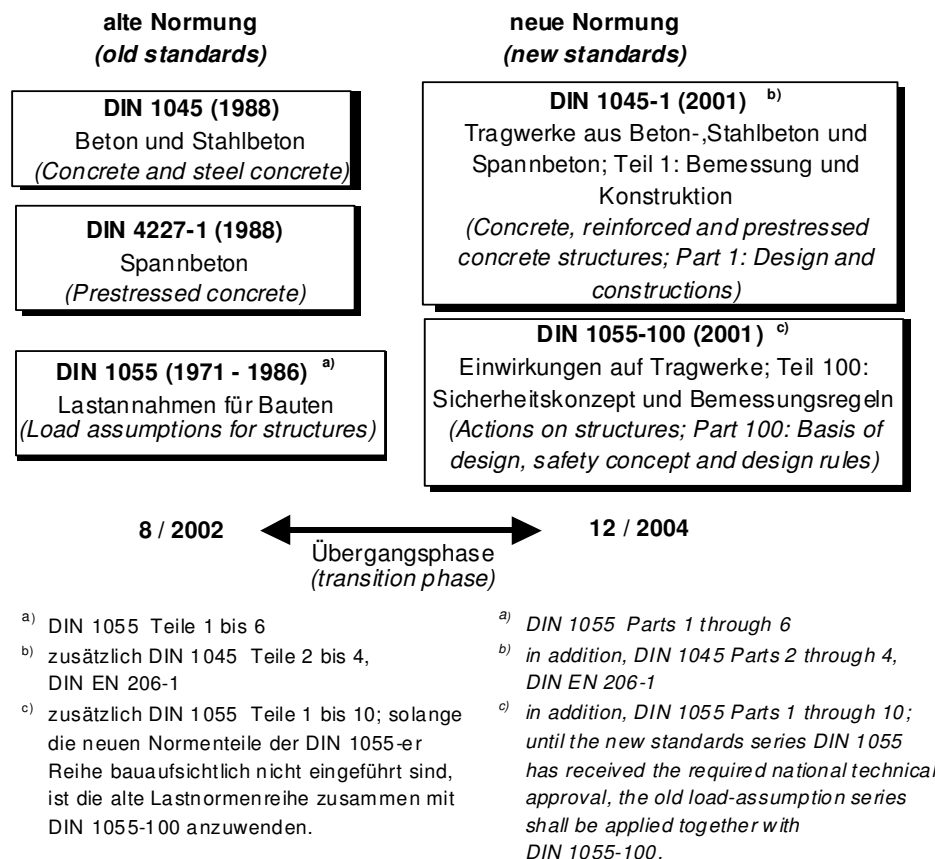 alte Normung
(old standards)
neue Normung
(new standards)
DIN 1045 (1988)
Beton und Stahlbeton
(Concrete and steel concrete)
DIN 4227-1 (1988)
Spannbeton
(Prestressed concrete)
DIN 1055 (1971 - 1986) a)
Lastannahmen für Bauten
(Load assumptions for structures)
DIN 1045-1 (2001) b)
Tragwerke aus Beton-,Stahlbeton und
Spannbeton; Teil 1: Bemessung und
Konstruktion
(Concrete, reinforced and prestressed
concrete structures; Part 1: Design and
constructions)
DIN 1055-100 (2001) c)
Einwirkungen auf Tragwerke; Teil 100:
Sicherheitskonzept und Bemessungsregeln
(Actions on structures; Part 100: Basis of
design, safety concept and design rules)
8 / 2002
12 / 2004
Übergangsphase
(transition phase)
a) DIN 1055 Teile 1 bis 6
b) zusätzlich DIN 1045 Teile 2 bis 4,
DIN EN 206-1
c) zusätzlich DIN 1055 Teile 1 bis 10; solange
die neuen Normenteile der DIN 1055-er
Reihe bauaufsichtlich nicht eingeführt sind,
ist die alte Lastnormenreihe zusammen mit
DIN 1055-100 anzuwenden.
a) DIN 1055 Parts 1 through 6
b) in addition, DIN 1045 Parts 2 through 4,
DIN EN 206-1
c) in addition, DIN 1055 Parts 1 through 10;
until the new standards series DIN 1055
has received the required national technical
approval, the old load-assumption series
shall be applied together with
DIN 1055-100.